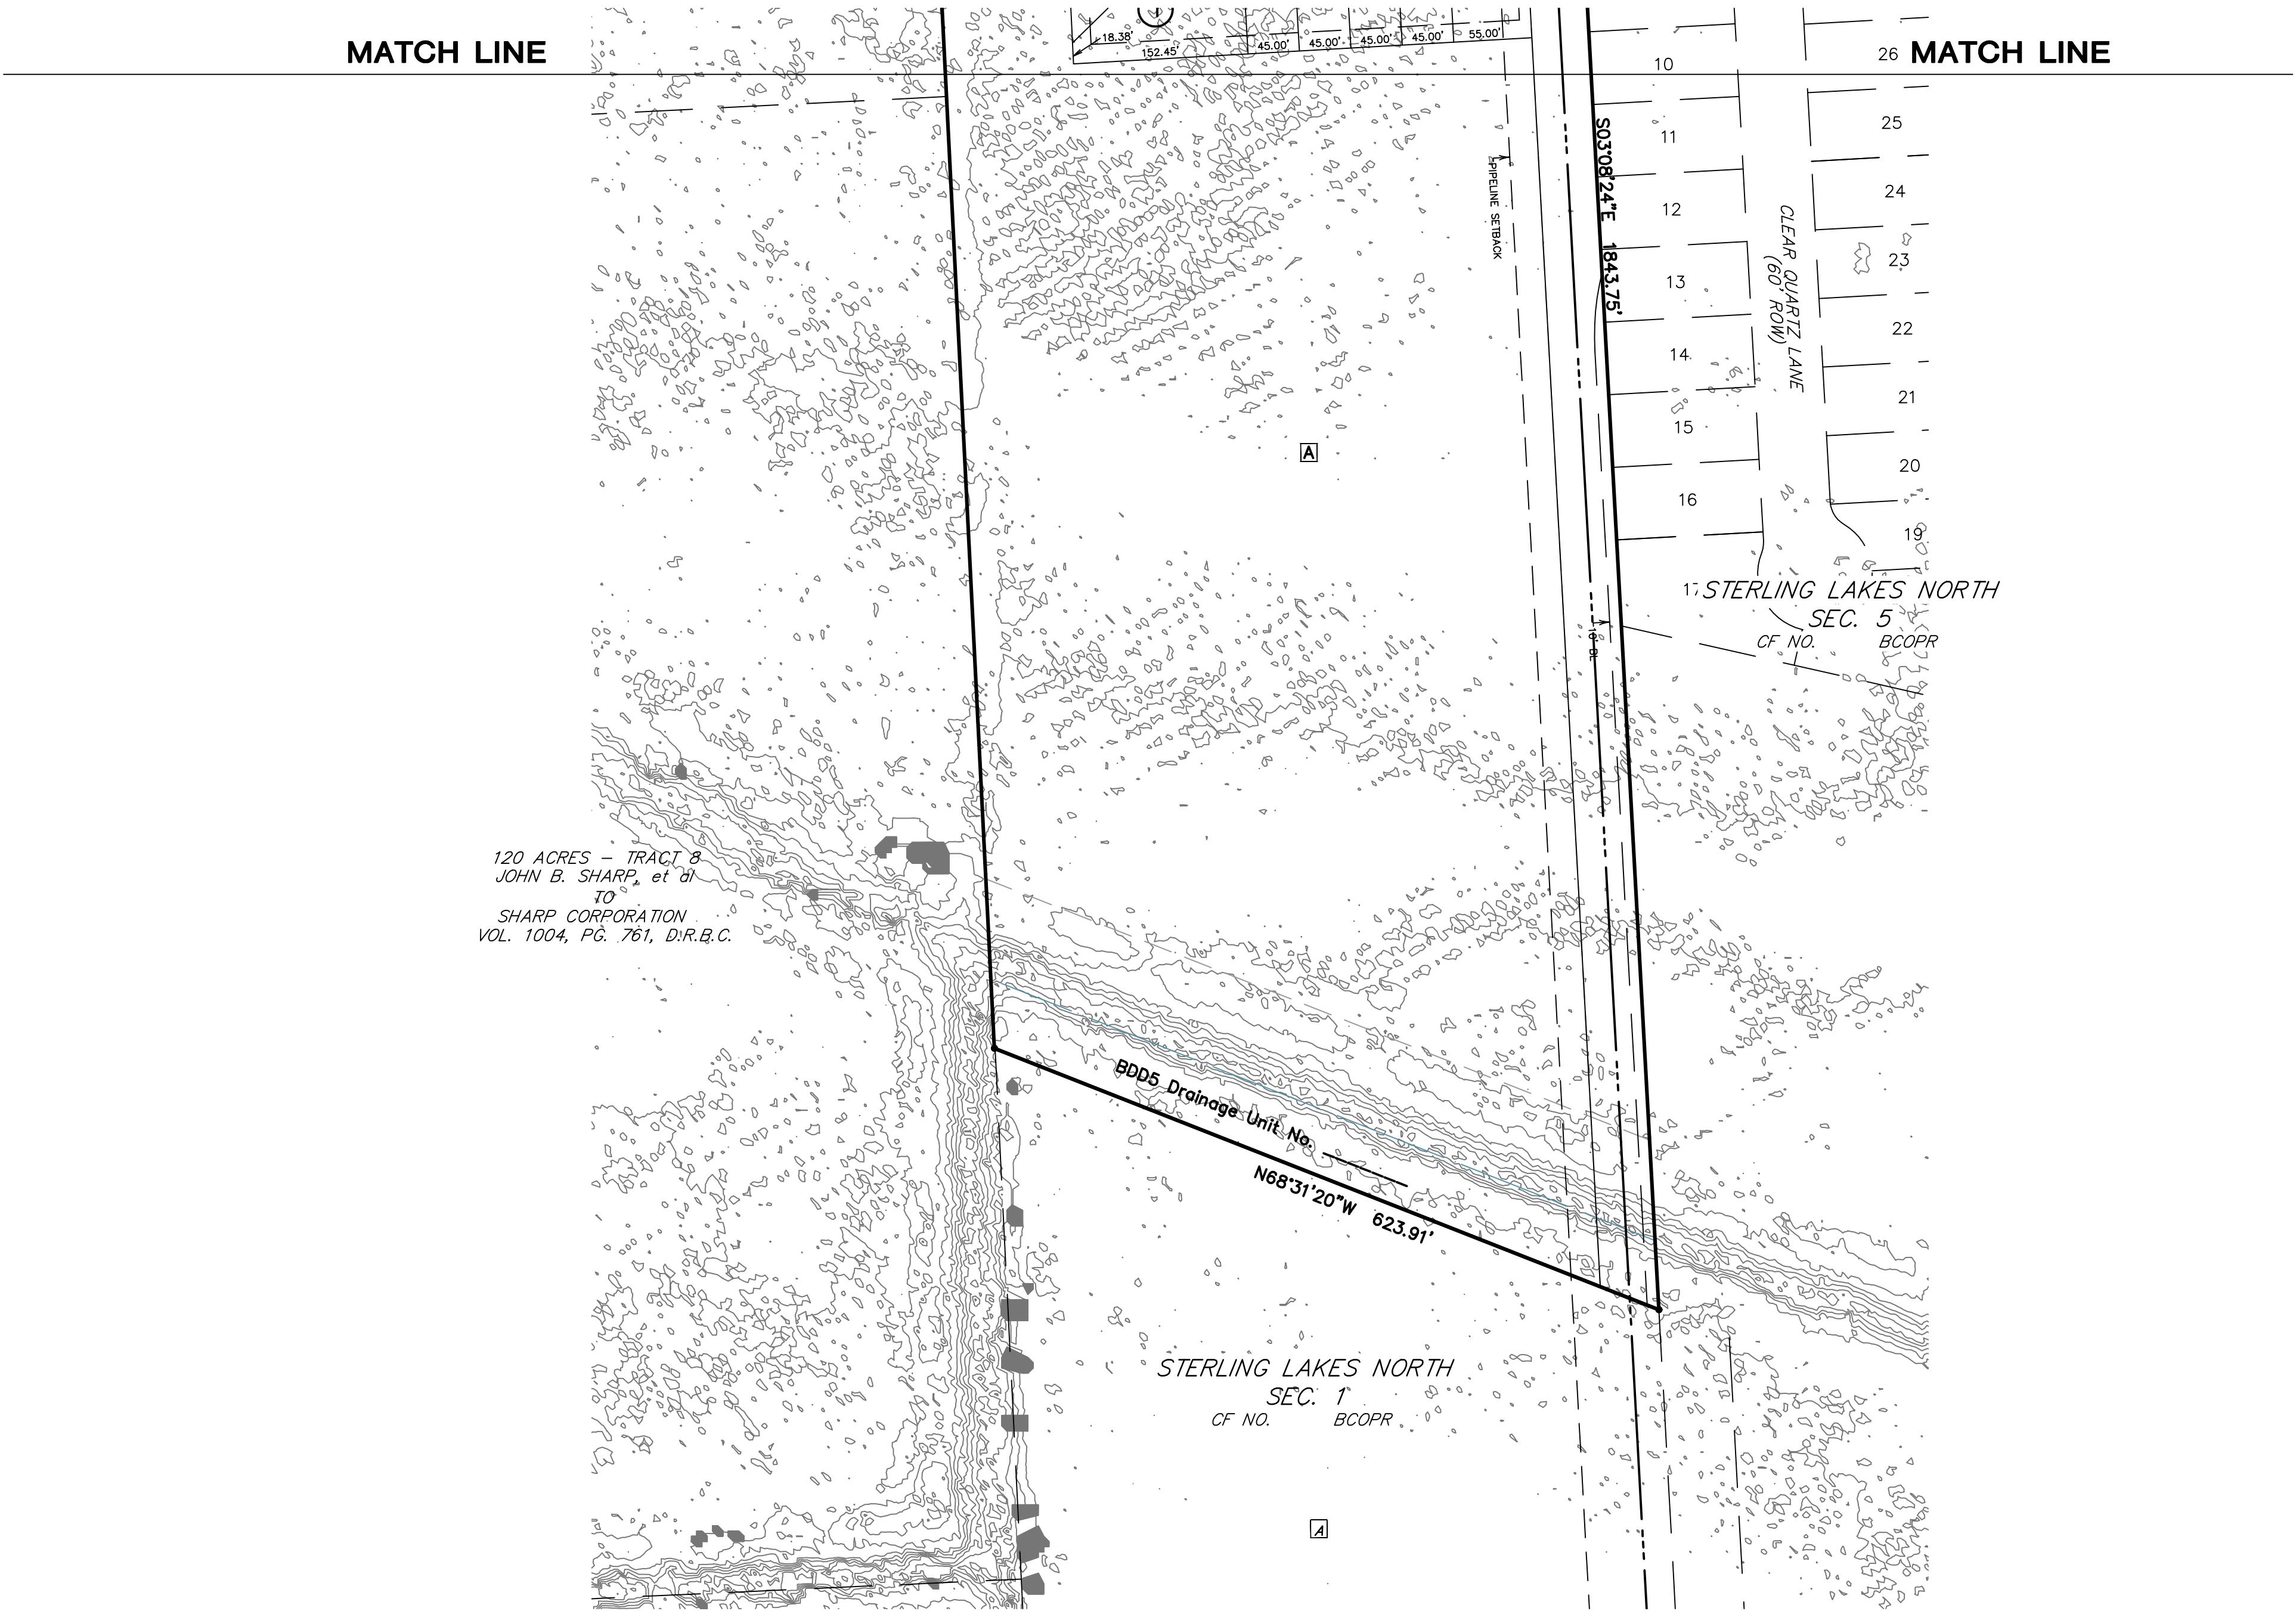 18.38'
152.45'
45.00'
45.00'
45.00'
45.00'
55.00'
MATCH LINE
MATCH LINE
10
11
12
13
14
15
16
26
25
24
23
22
21
20
19
S03°08'24"E 1843.75'
PIPELINE SETBACK
CLEAR QUARTZ LANE
(60' ROW)
A
17
STERLING LAKES NORTH
SEC. 5
CF NO. BCOPR
10' BL
120 ACRES – TRACT 8
JOHN B. SHARP, et al
TO
SHARP CORPORATION
VOL. 1004, PG. 761, D.R.B.C.
BDD5 Drainage Unit No.
N68°31'20"W 623.91'
STERLING LAKES NORTH
SEC. 1
CF NO. BCOPR
A